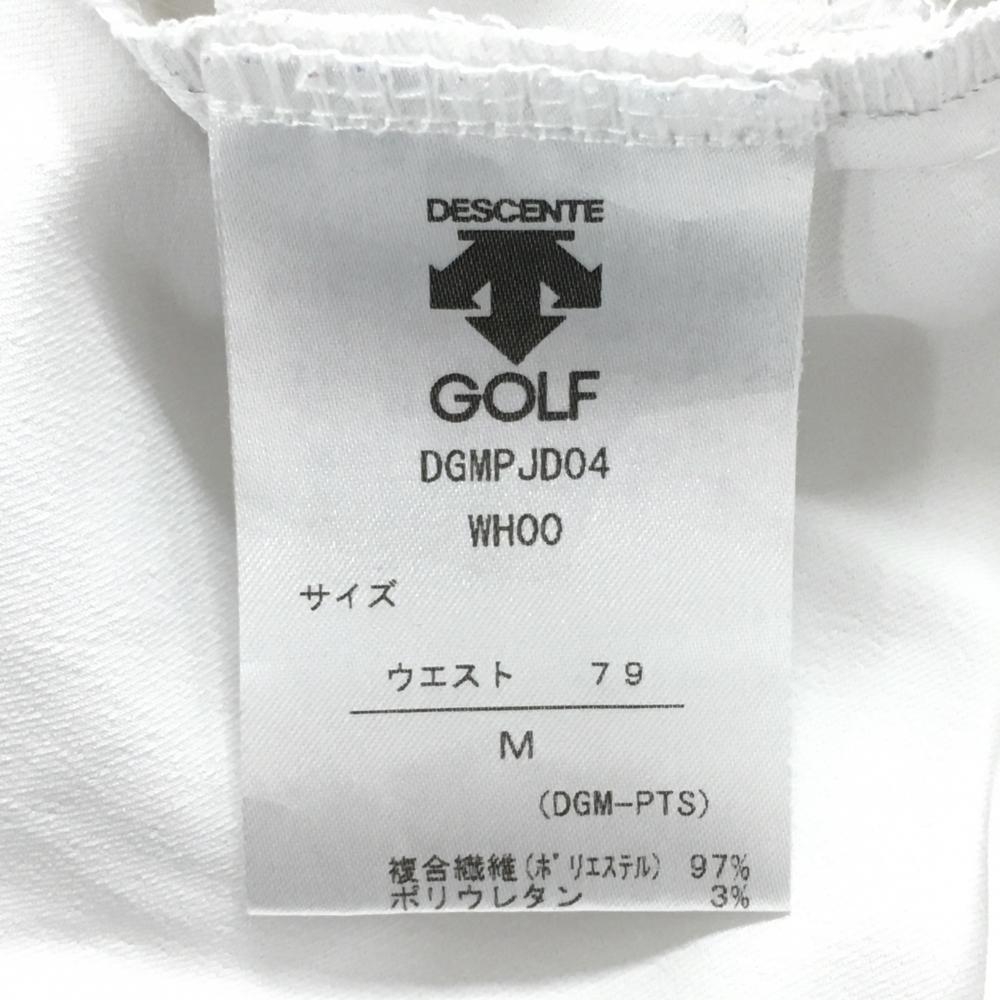 DESCENTE
GOLF
DGMPJD04
WH00
サイズ
ウエスト 79
M
(DGM-PTS)
複合繊維(ポリエステル) 97%
ポリウレタン 3%